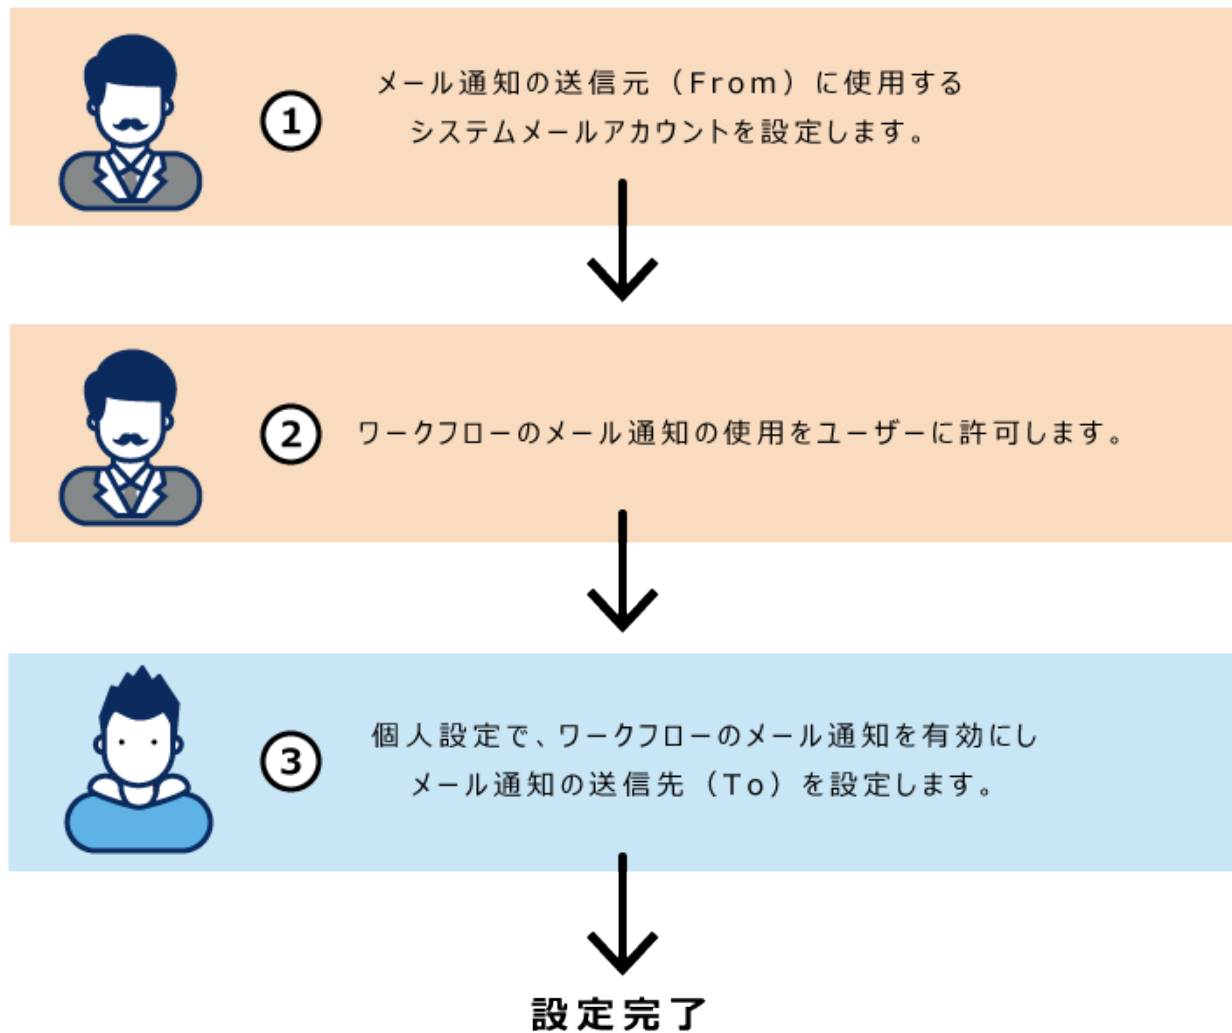 1
メール通知の送信元（From）に使用する
システムメールアカウントを設定します。
2
ワークフローのメール通知の使用をユーザーに許可します。
3
個人設定で、ワークフローのメール通知を有効にし
メール通知の送信先（To）を設定します。
設定完了